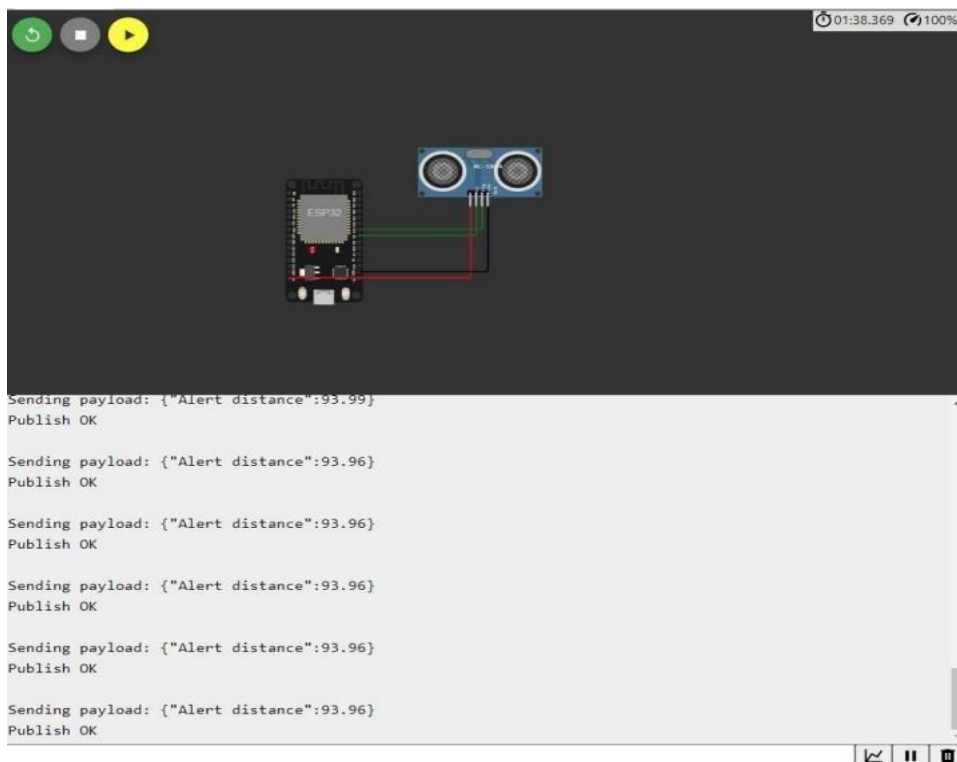 01:38.369 100%
ESP32
Sending payload: {"Alert distance":93.99}
Publish OK
Sending payload: {"Alert distance":93.96}
Publish OK
Sending payload: {"Alert distance":93.96}
Publish OK
Sending payload: {"Alert distance":93.96}
Publish OK
Sending payload: {"Alert distance":93.96}
Publish OK
Sending payload: {"Alert distance":93.96}
Publish OK